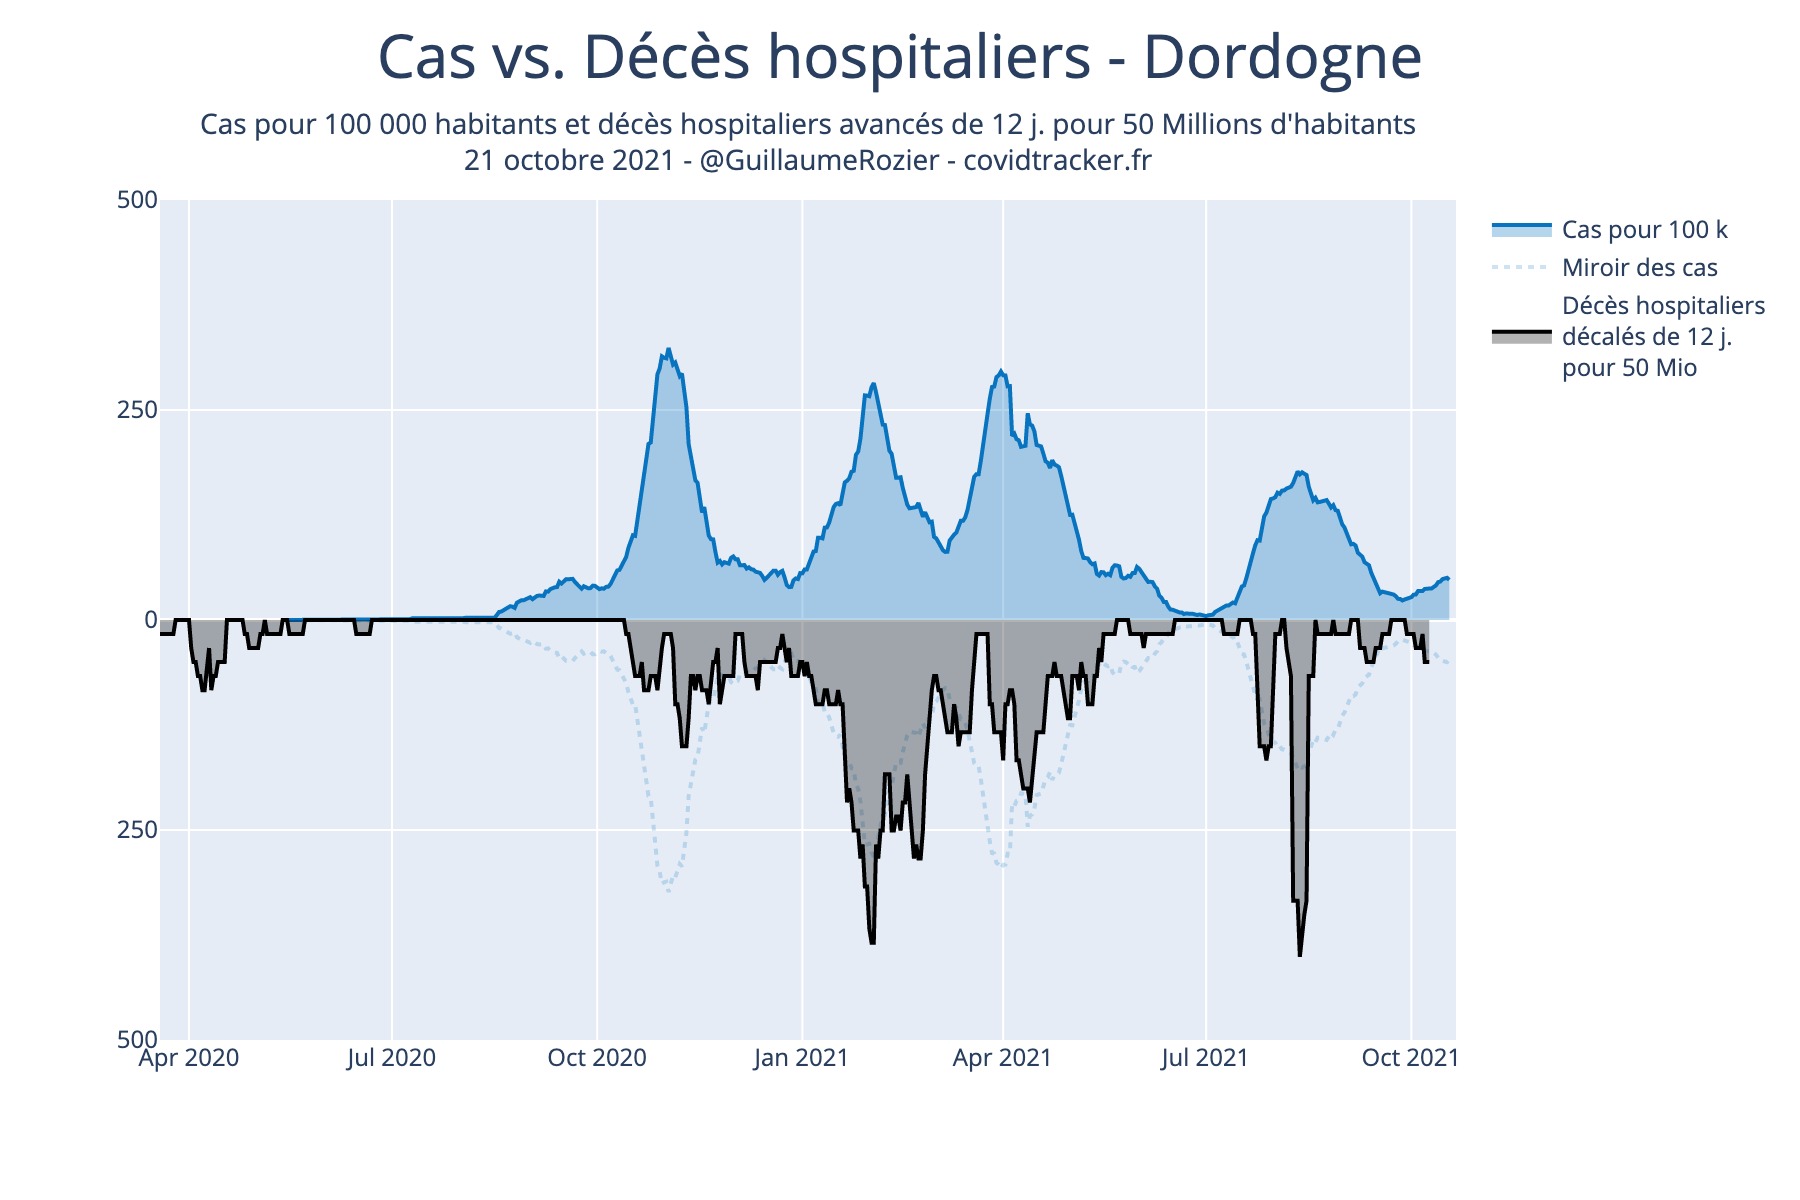 Cas vs. Décès hospitaliers - Dordogne
Cas pour 100 000 habitants et décès hospitaliers avancés de 12 j. pour 50 Millions d'habitants
21 octobre 2021 - @GuillaumeRozier - covidtracker.fr
500
250
0
250
500
Apr 2020
Jul 2020
Oct 2020
Jan 2021
Apr 2021
Jul 2021
Oct 2021
Cas pour 100 k
Miroir des cas
Décès hospitaliers
décalés de 12 j.
pour 50 Mio